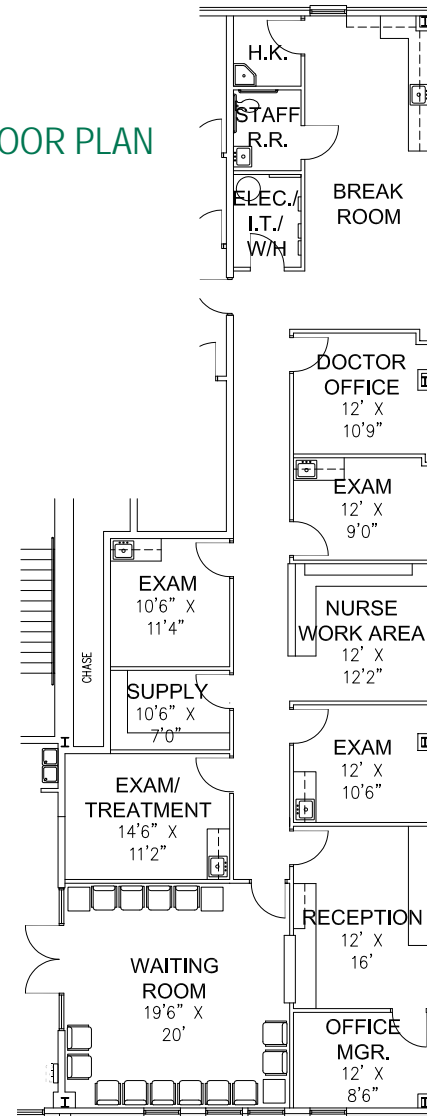 H.K.
OOR PLAN
STAFF
R.R.
ELEC./
I.T./
W/H
BREAK
ROOM
DOCTOR
OFFICE
12' X
10'9"
EXAM
12' X
9'0"
EXAM
10'6" X
11'4"
NURSE
WORK AREA
12' X
12'2"
CHASE
SUPPLY
10'6" X
7'0"
EXAM
12' X
10'6"
EXAM/
TREATMENT
14'6" X
11'2"
RECEPTION
12' X
16'
WAITING
ROOM
19'6" X
20'
OFFICE
MGR.
12' X
8'6"